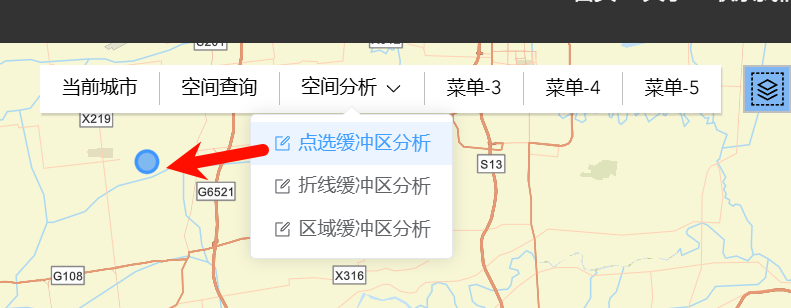 当前城市
空间查询
空间分析
菜单-3
菜单-4
菜单-5
X219
点选缓冲区分析
S13
折线缓冲区分析
G6521
区域缓冲区分析
G108
X316